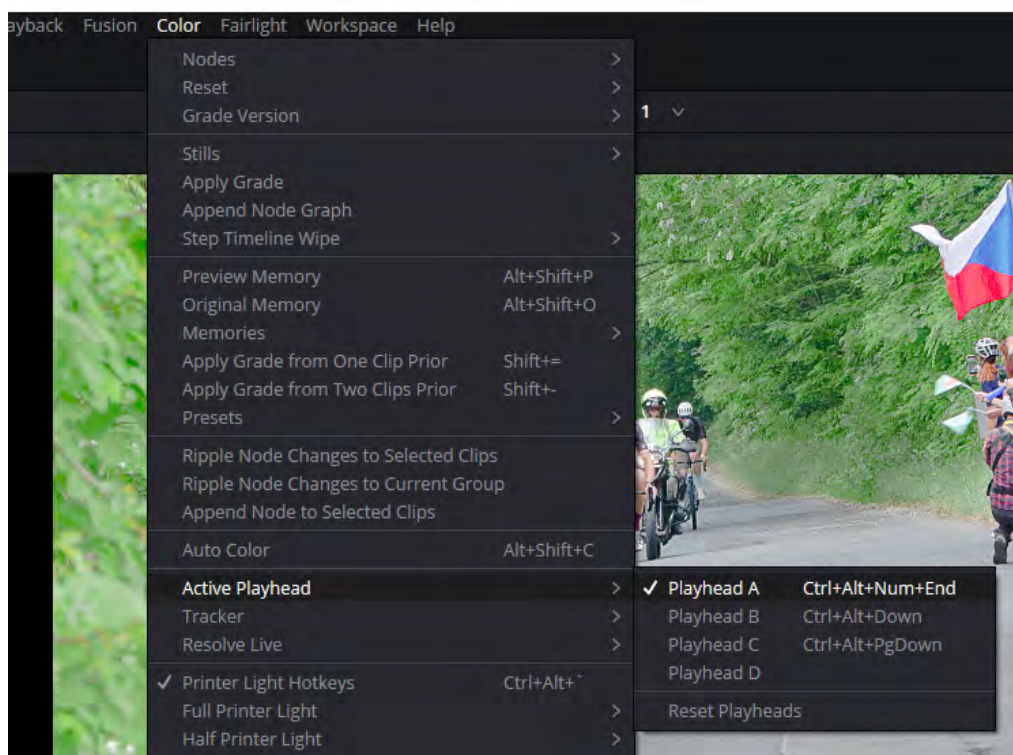 Playback Fusion Color Fairlight Workspace Help
Nodes
Reset
Grade Version
1
Stills
Apply Grade
Append Node Graph
Step Timeline Wipe
Preview Memory Alt+Shift+P
Original Memory Alt+Shift+O
Memories
Apply Grade from One Clip Prior Shift+=
Apply Grade from Two Clips Prior Shift+-
Presets
Ripple Node Changes to Selected Clips
Ripple Node Changes to Current Group
Append Node to Selected Clips
Auto Color Alt+Shift+C
Active Playhead
Tracker
Resolve Live
Printer Light Hotkeys Ctrl+Alt+`
Full Printer Light
Half Printer Light
Playhead A Ctrl+Alt+Num+End
Playhead B Ctrl+Alt+Down
Playhead C Ctrl+Alt+PgDown
Playhead D
Reset Playheads